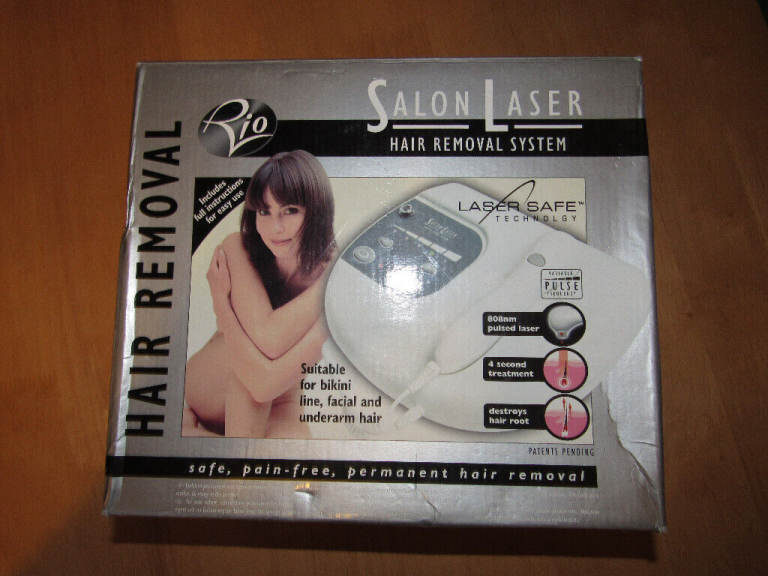 HAIR REMOVAL
Rio
SALON LASER
HAIR REMOVAL SYSTEM
Includes
full instructions
for easy use
LASER SAFE™
TECHNOLGY
PULSE
808nm
pulsed laser
4 second
treatment
destroys
hair root
Suitable
for bikini
line, facial and
underarm hair
PATENTS PENDING
safe, pain-free, permanent hair removal